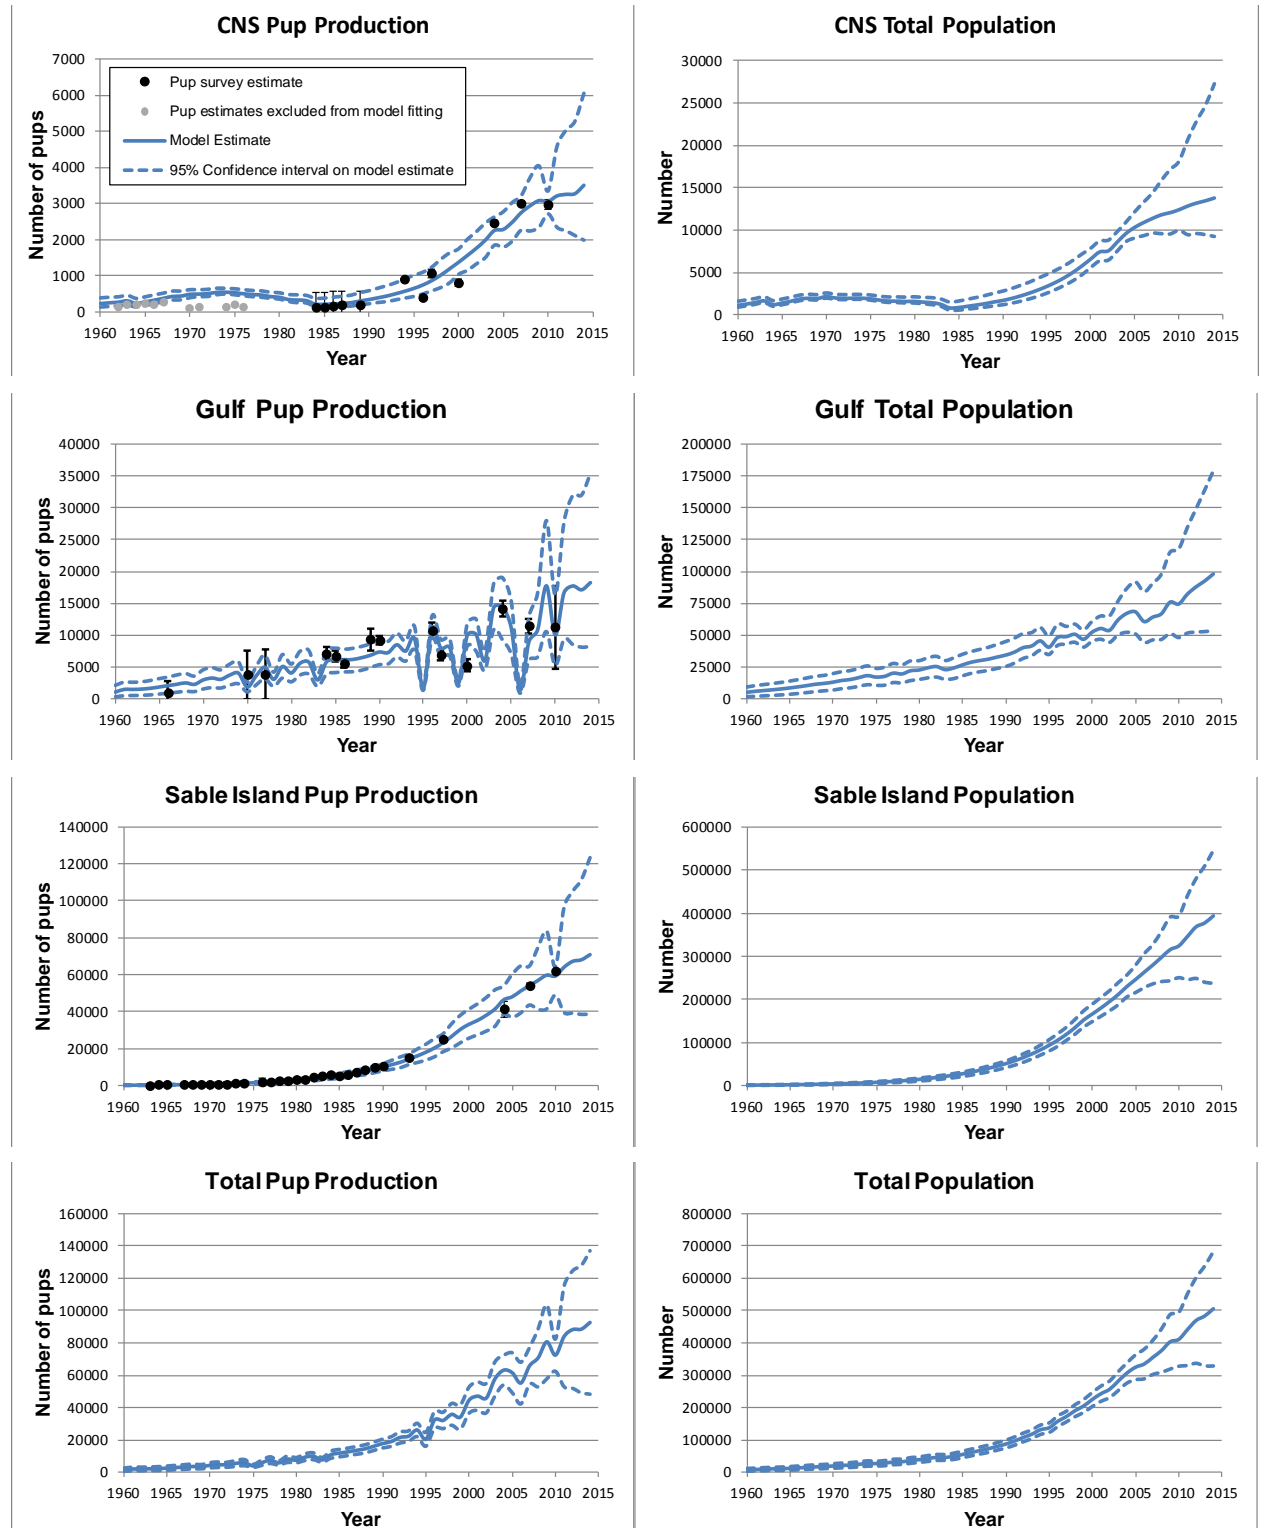 CNS Pup Production
7000
6000
5000
4000
3000
2000
1000
0
Number of pups
Pup survey estimate
Pup estimates excluded from model fitting
Model Estimate
95% Confidence interval on model estimate
1960 1965 1970 1975 1980 1985 1990 1995 2000 2005 2010 2015
Year
CNS Total Population
30000
25000
20000
15000
10000
5000
0
Number
1960 1965 1970 1975 1980 1985 1990 1995 2000 2005 2010 2015
Year
Gulf Pup Production
40000
35000
30000
25000
20000
15000
10000
5000
0
Number of pups
1960 1965 1970 1975 1980 1985 1990 1995 2000 2005 2010 2015
Year
Gulf Total Population
200000
175000
150000
125000
100000
75000
50000
25000
0
Number
1960 1965 1970 1975 1980 1985 1990 1995 2000 2005 2010 2015
Year
Sable Island Pup Production
140000
120000
100000
80000
60000
40000
20000
0
Number of pups
1960 1965 1970 1975 1980 1985 1990 1995 2000 2005 2010 2015
Year
Sable Island Population
600000
500000
400000
300000
200000
100000
0
Number
1960 1965 1970 1975 1980 1985 1990 1995 2000 2005 2010 2015
Year
Total Pup Production
160000
140000
120000
100000
80000
60000
40000
20000
0
Number of pups
1960 1965 1970 1975 1980 1985 1990 1995 2000 2005 2010 2015
Year
Total Population
800000
700000
600000
500000
400000
300000
200000
100000
0
Number
1960 1965 1970 1975 1980 1985 1990 1995 2000 2005 2010 2015
Year